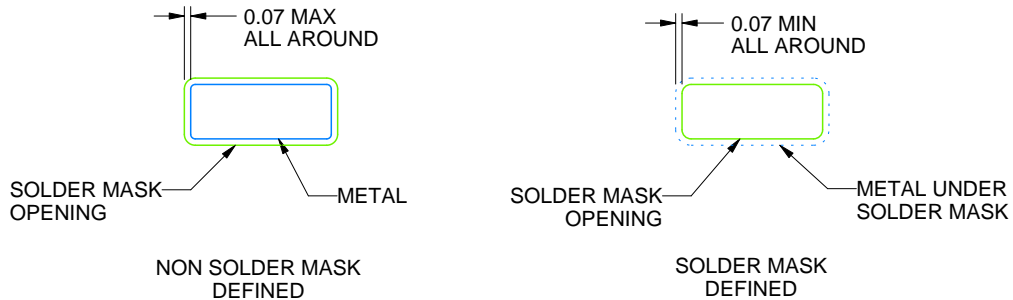 0.07 MAX
ALL AROUND
SOLDER MASK
OPENING
METAL
NON SOLDER MASK
DEFINED
0.07 MIN
ALL AROUND
SOLDER MASK
OPENING
METAL UNDER
SOLDER MASK
SOLDER MASK
DEFINED